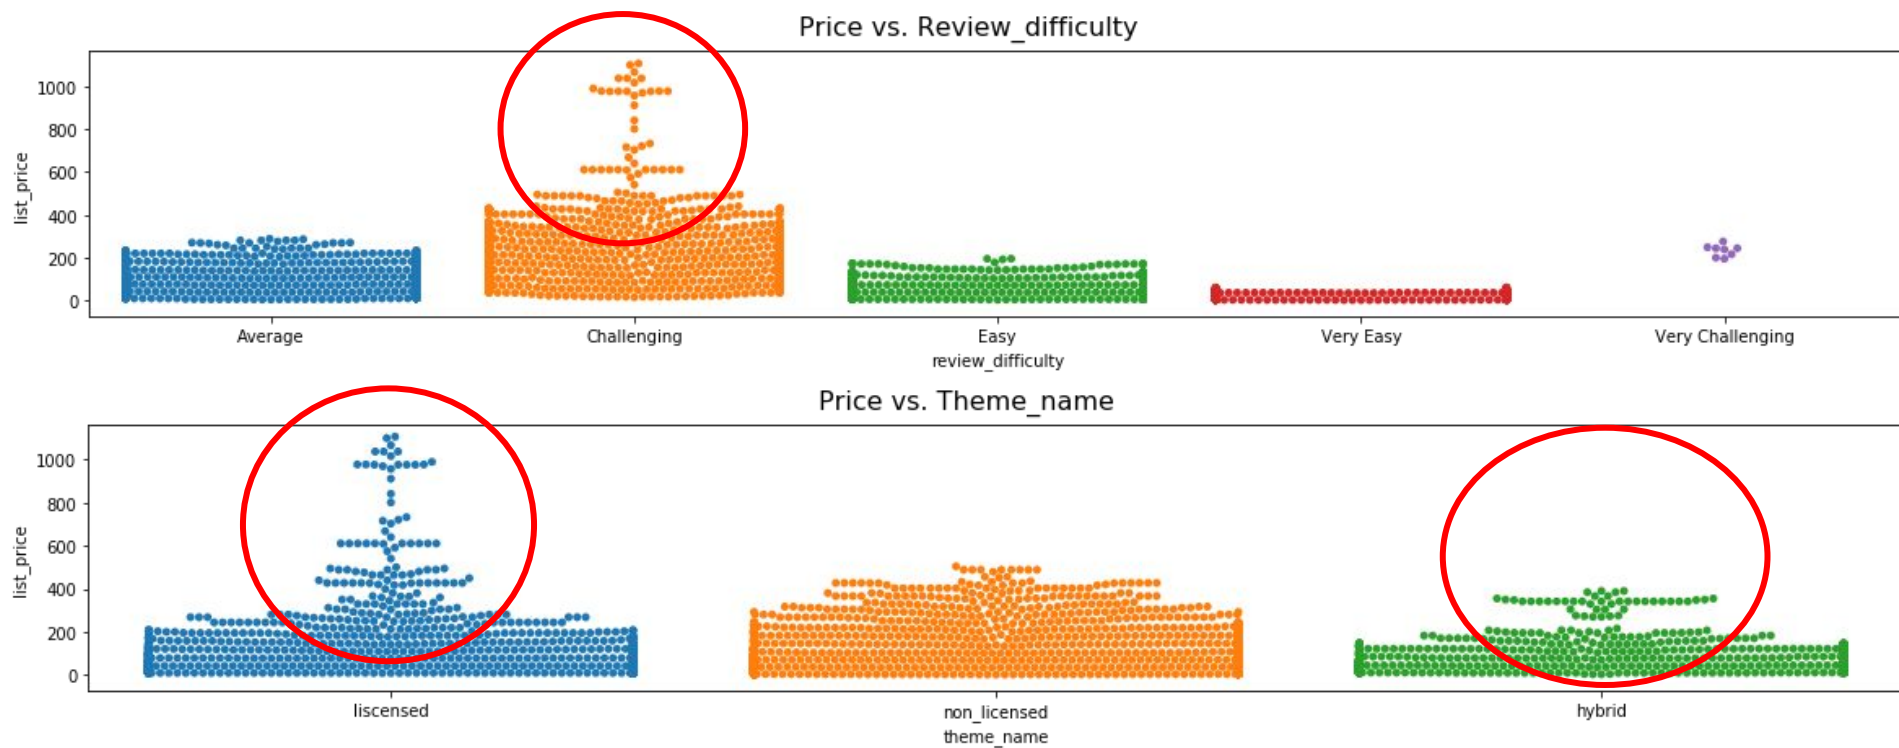 Price vs. Review_difficulty
1000
800
600
400
200
0
list_price
Average Challenging Easy Very Easy Very Challenging
review_difficulty
Price vs. Theme_name
1000
800
600
400
200
0
list_price
liscensed non_licensed hybrid
theme_name